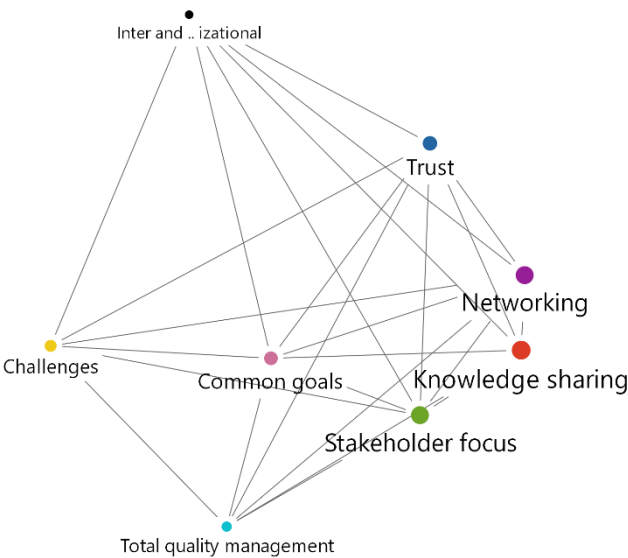 Inter and .. izational
Trust
Networking
Challenges
Common goals
Knowledge sharing
Stakeholder focus
Total quality management